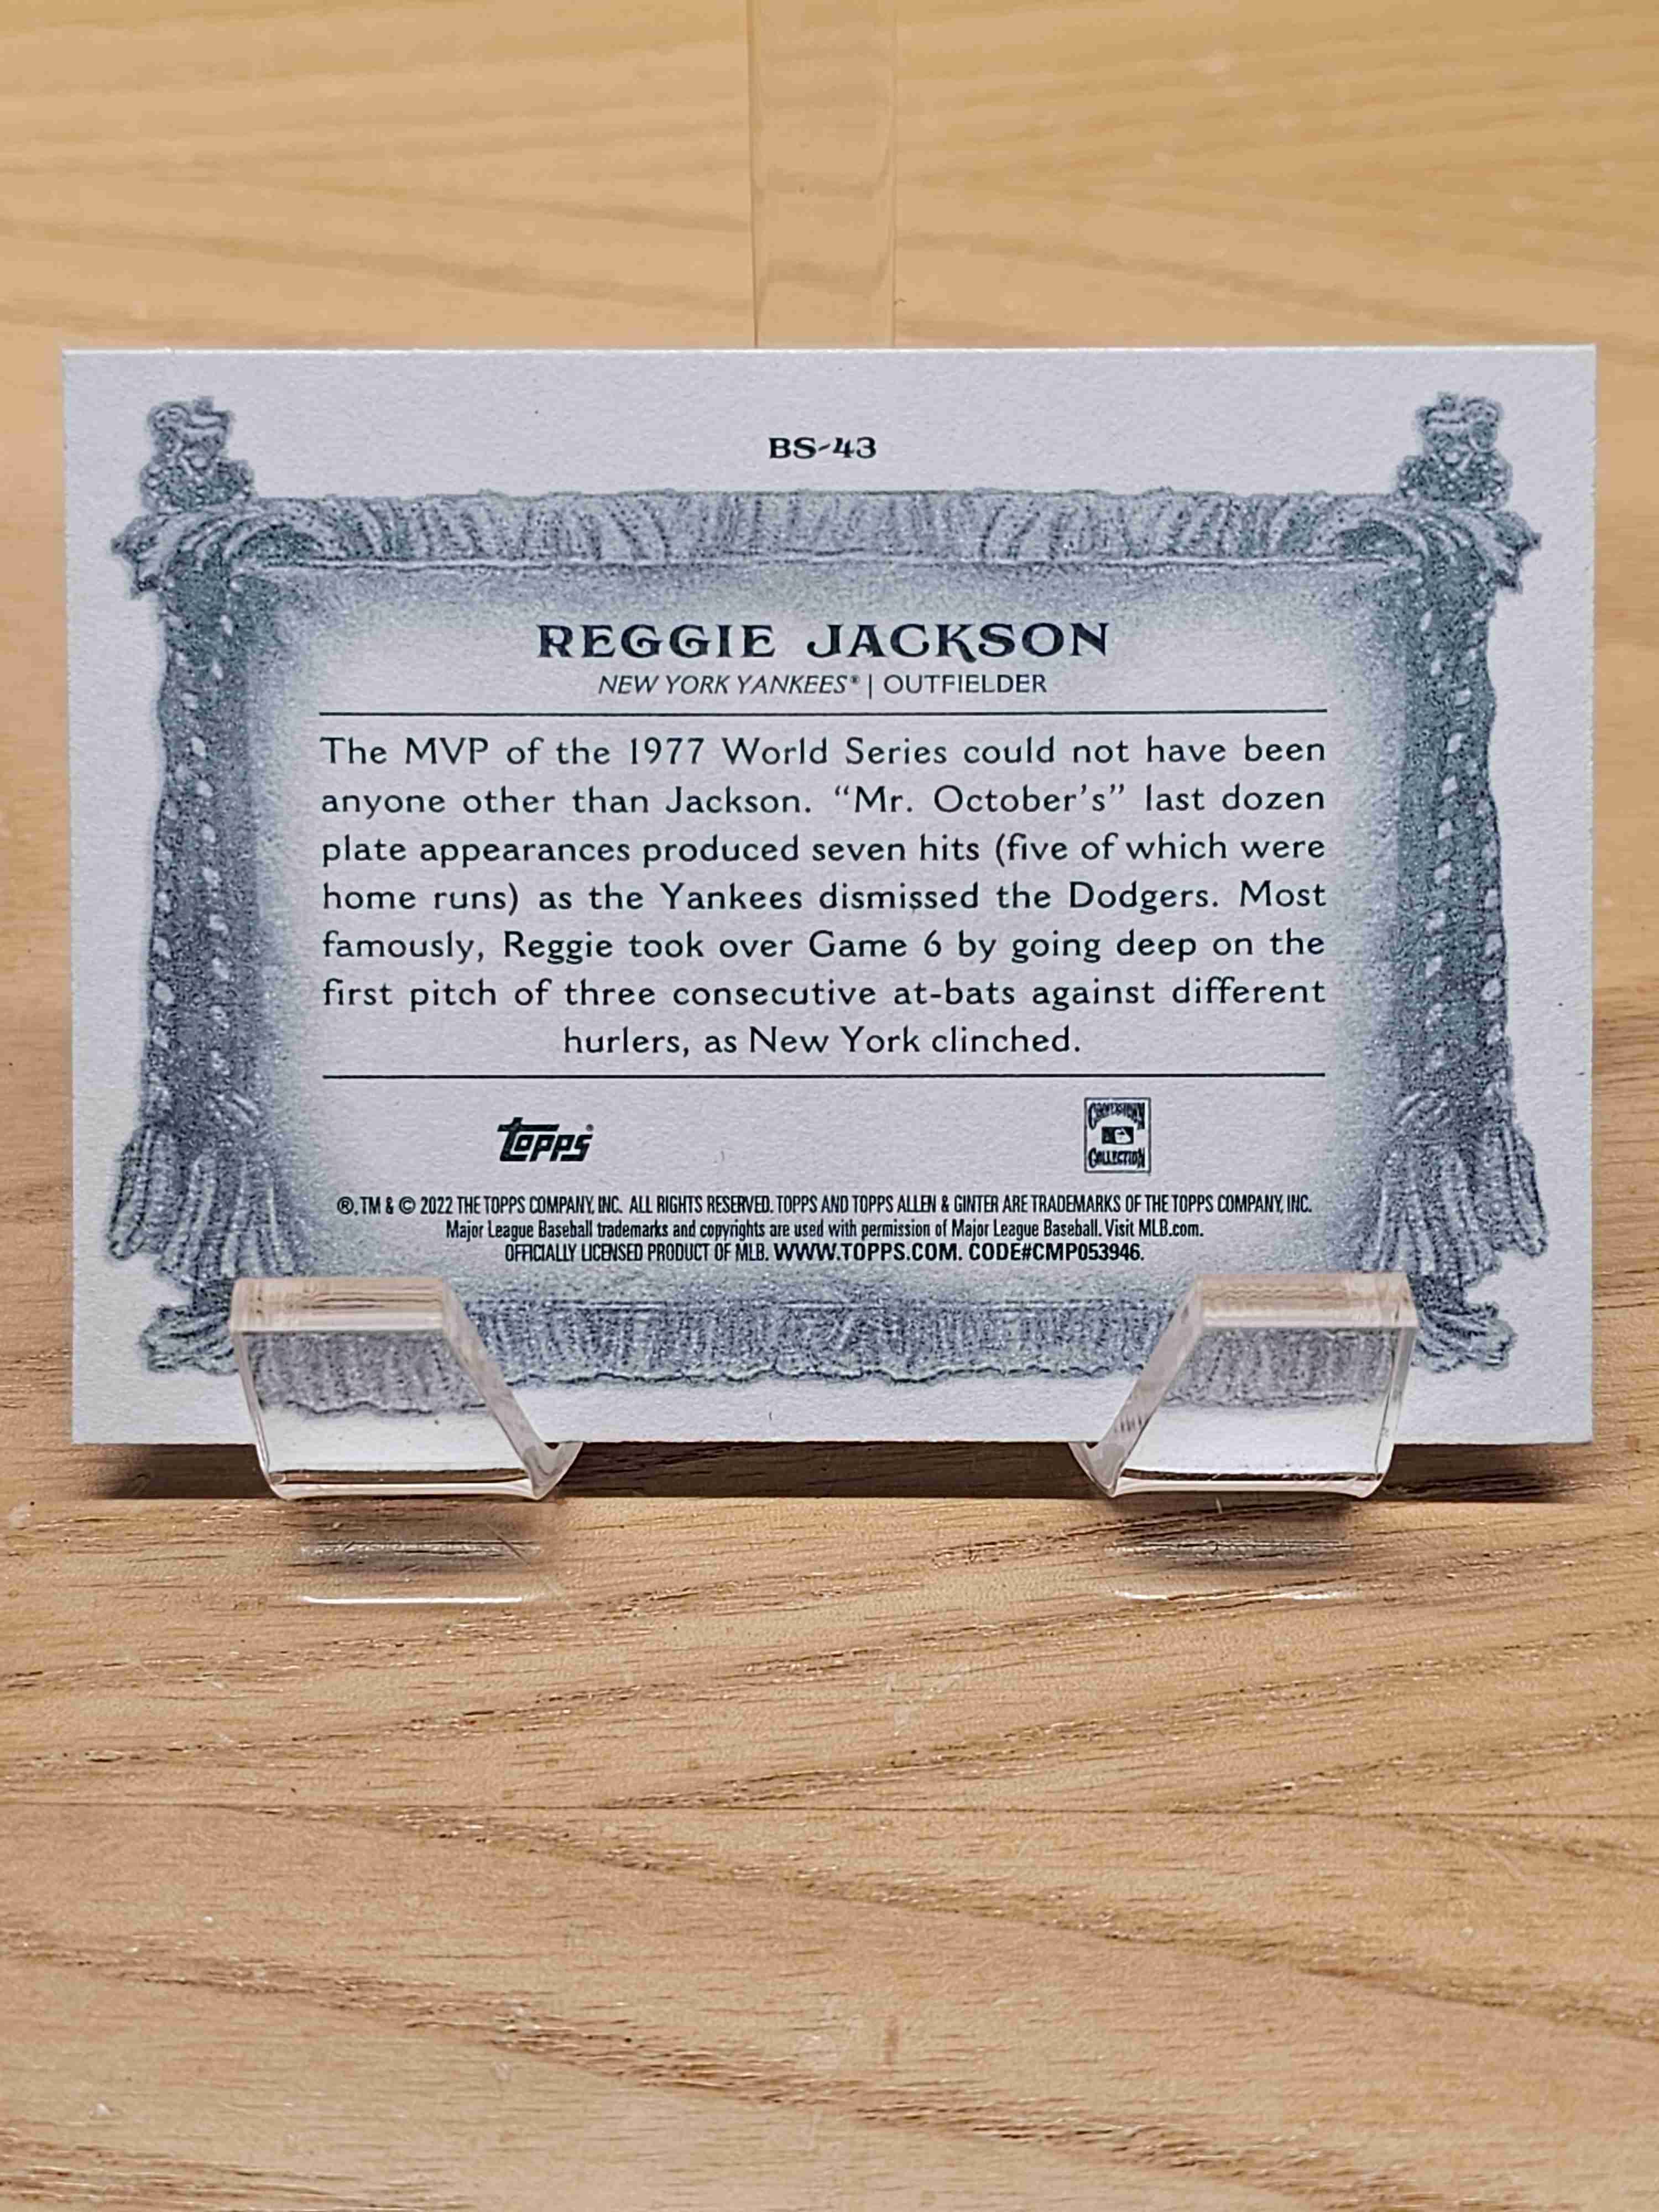 BS-43
REGGIE JACKSON
NEW YORK YANKEES® | OUTFIELDER
The MVP of the 1977 World Series could not have been
anyone other than Jackson. “Mr. October’s” last dozen
plate appearances produced seven hits (five of which were
home runs) as the Yankees dismissed the Dodgers. Most
famously, Reggie took over Game 6 by going deep on the
first pitch of three consecutive at-bats against different
hurlers, as New York clinched.
topps®
COOPERSTOWN
COLLECTION
®, TM & © 2022 THE TOPPS COMPANY, INC. ALL RIGHTS RESERVED. TOPPS AND TOPPS ALLEN & GINTER ARE TRADEMARKS OF THE TOPPS COMPANY, INC.
Major League Baseball trademarks and copyrights are used with permission of Major League Baseball. Visit MLB.com.
OFFICIALLY LICENSED PRODUCT OF MLB. WWW.TOPPS.COM. CODE#CMP053946.